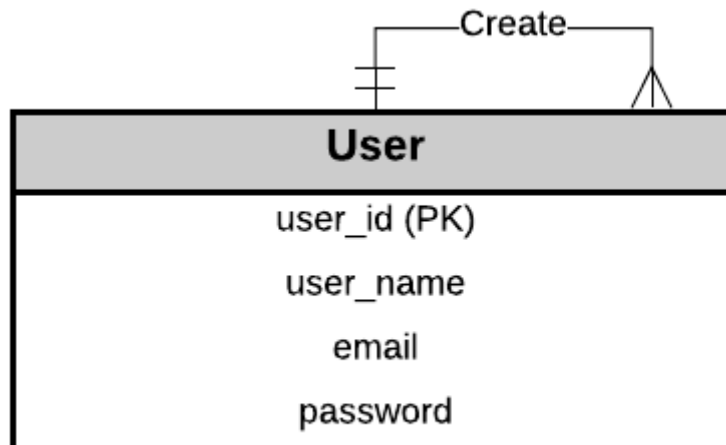 Create
User
user_id (PK)
user_name
email
password